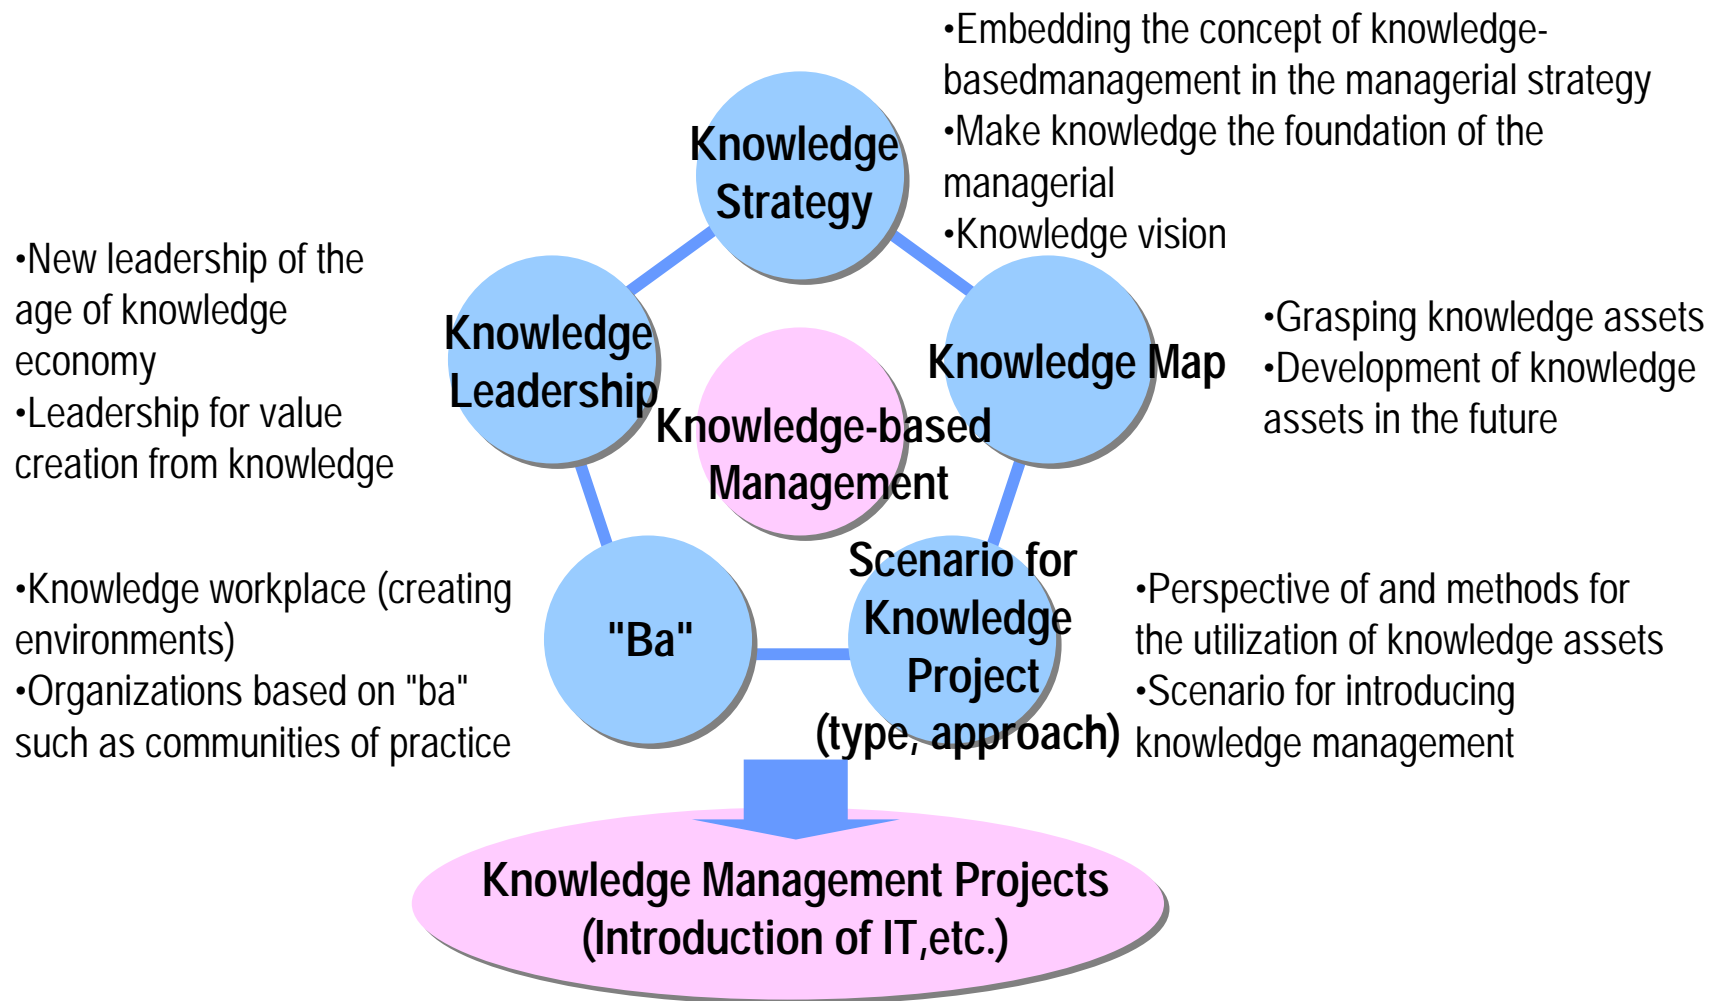 •Embedding the concept of knowledge-
basedmanagement in the managerial strategy
•Make knowledge the foundation of the
managerial
•Knowledge vision
Knowledge
Strategy
•New leadership of the
age of knowledge
economy
•Leadership for value
creation from knowledge
Knowledge
Leadership
Knowledge Map
•Grasping knowledge assets
•Development of knowledge
assets in the future
Knowledge-based
Management
•Knowledge workplace (creating
environments)
•Organizations based on "ba"
such as communities of practice
"Ba"
Scenario for
Knowledge
Project
(type, approach)
•Perspective of and methods for
the utilization of knowledge assets
•Scenario for introducing
knowledge management
Knowledge Management Projects
(Introduction of IT,etc.)